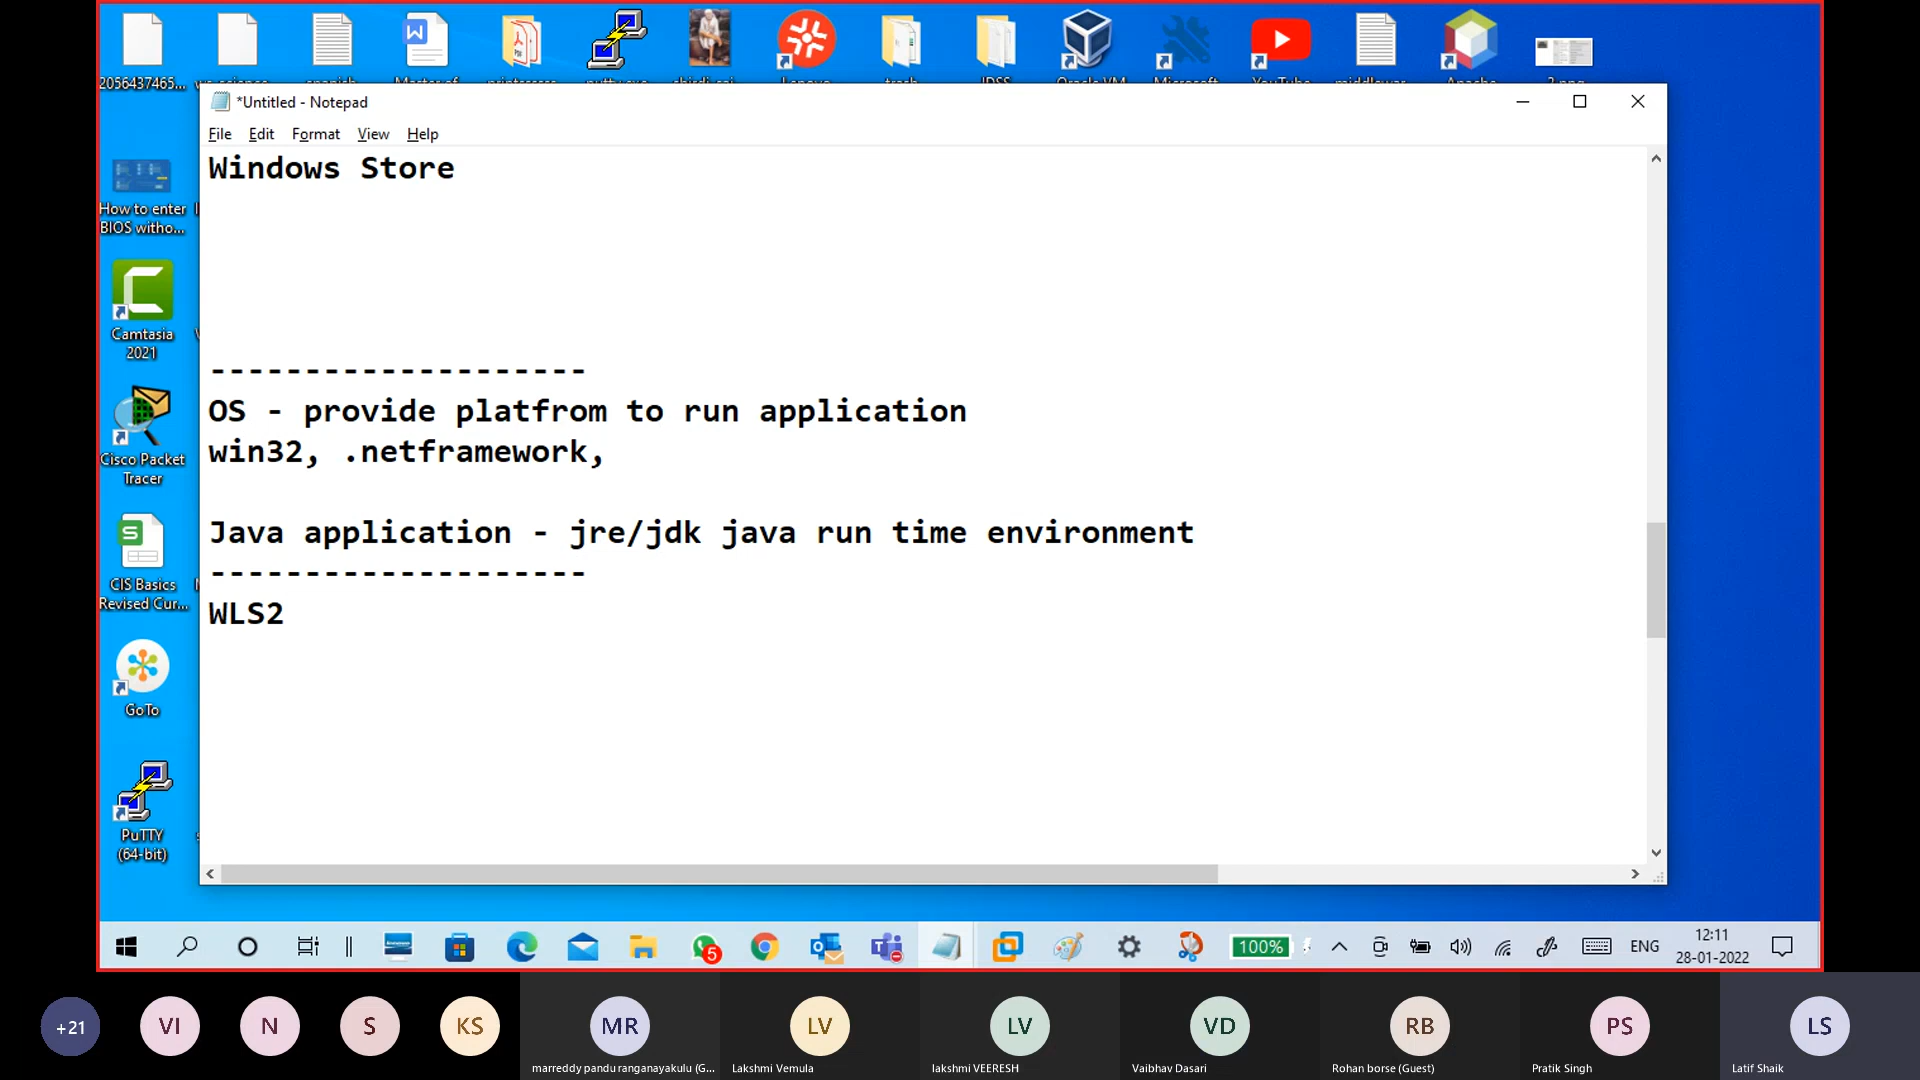 2056437465...
*Untitled - Notepad
File Edit Format View Help
Windows Store
--------------------
OS - provide platfrom to run application
win32, .netframework,
Java application - jre/jdk java run time environment
--------------------
WLS2
How to enter
BIOS witho...
Camtasia
2021
Cisco Packet
Tracer
CIS Basics
Revised Cur...
GoTo
PuTTY
(64-bit)
100%
ENG
12:11
28-01-2022
5
+21
VI
N
S
KS
MR
LV
LV
VD
RB
PS
LS
marreddy pandu ranganayakulu (G...
Lakshmi Vemula
lakshmi VEERESH
Vaibhav Dasari
Rohan borse (Guest)
Pratik Singh
Latif Shaik